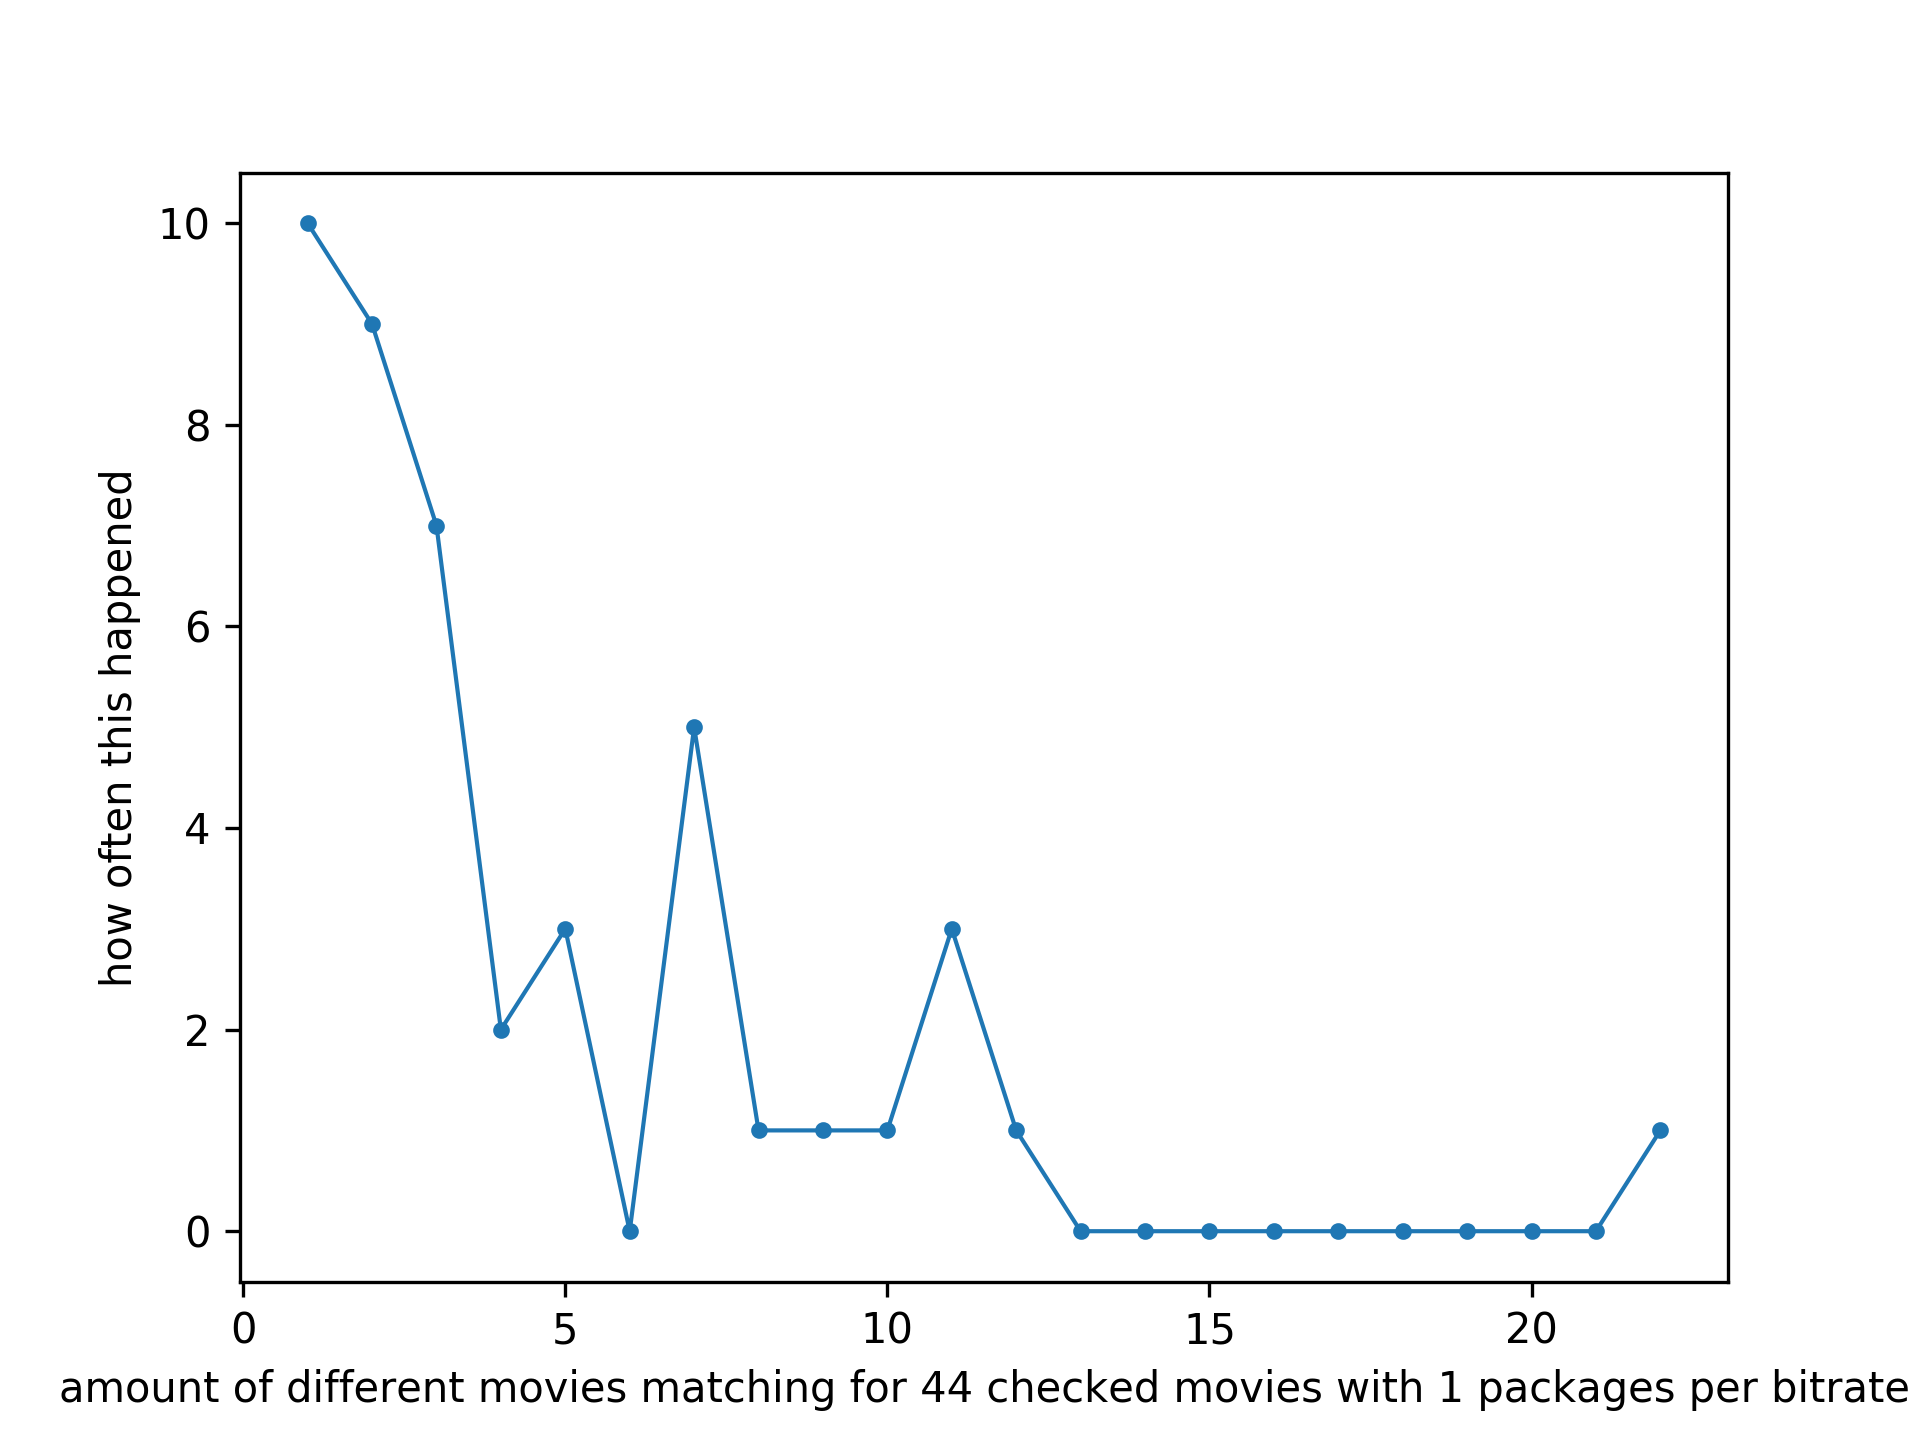 10
8
6
4
2
0
how often this happened
0 5 10 15 20
amount of different movies matching for 44 checked movies with 1 packages per bitrate